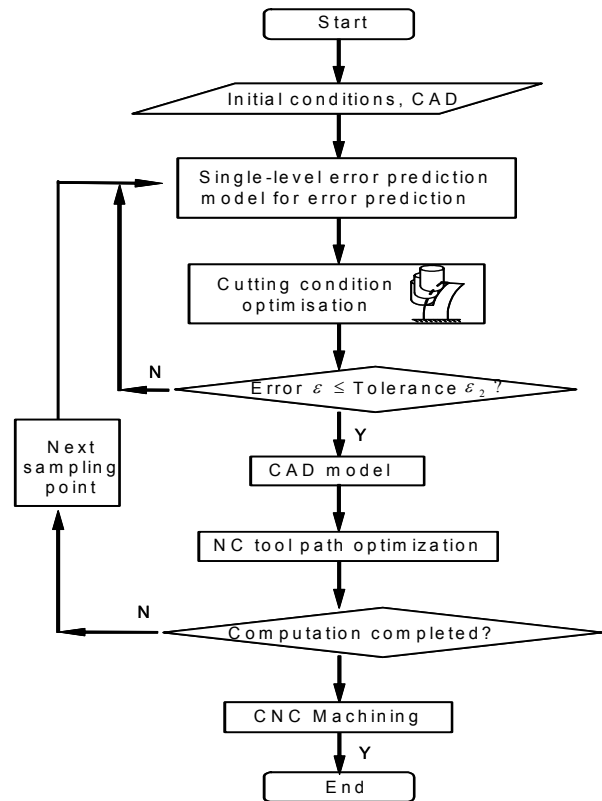 Start
Initial conditions, CAD
Single-level error prediction
model for error prediction
Cutting condition
optimisation
Error ε ≤ Tolerance ε₂ ?
N
Y
Next
sampling
point
CAD model
NC tool path optimization
N
Computation completed?
CNC Machining
Y
End